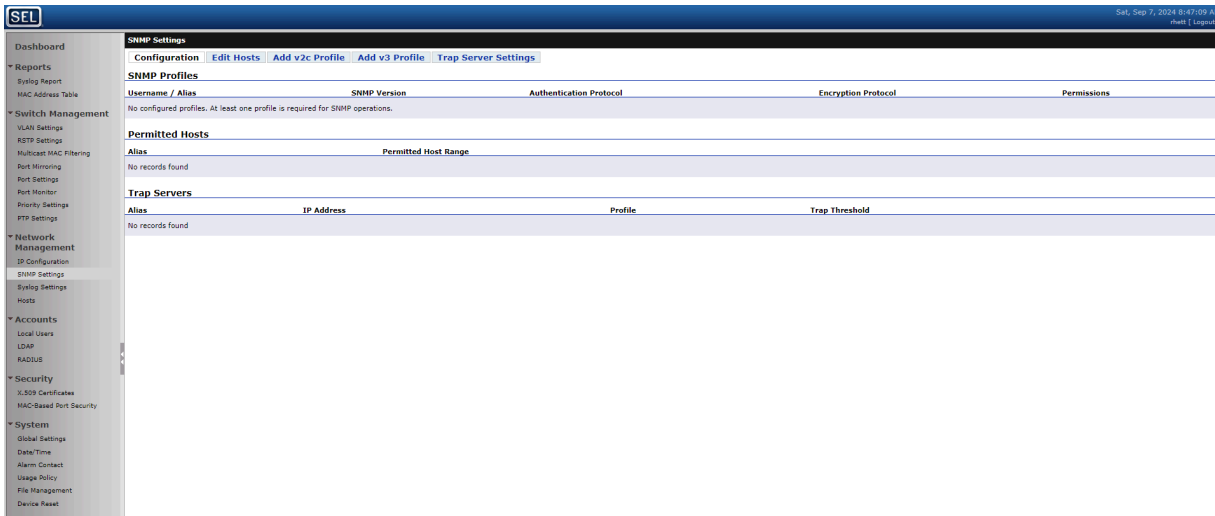 SEL
Sat, Sep 7, 2024 8:47:09 A
rhett [ Logout
Dashboard
Reports
Syslog Report
MAC Address Table
Switch Management
VLAN Settings
RSTP Settings
Multicast MAC Filtering
Port Mirroring
Port Settings
Port Monitor
Priority Settings
PTP Settings
Network
Management
IP Configuration
SNMP Settings
Syslog Settings
Hosts
Accounts
Local Users
LDAP
RADIUS
Security
X.509 Certificates
MAC-Based Port Security
System
Global Settings
Date/Time
Alarm Contact
Usage Policy
File Management
Device Reset
SNMP Settings
Configuration Edit Hosts Add v2c Profile Add v3 Profile Trap Server Settings
SNMP Profiles
Username / Alias SNMP Version Authentication Protocol Encryption Protocol Permissions
No configured profiles. At least one profile is required for SNMP operations.
Permitted Hosts
Alias Permitted Host Range
No records found
Trap Servers
Alias IP Address Profile Trap Threshold
No records found